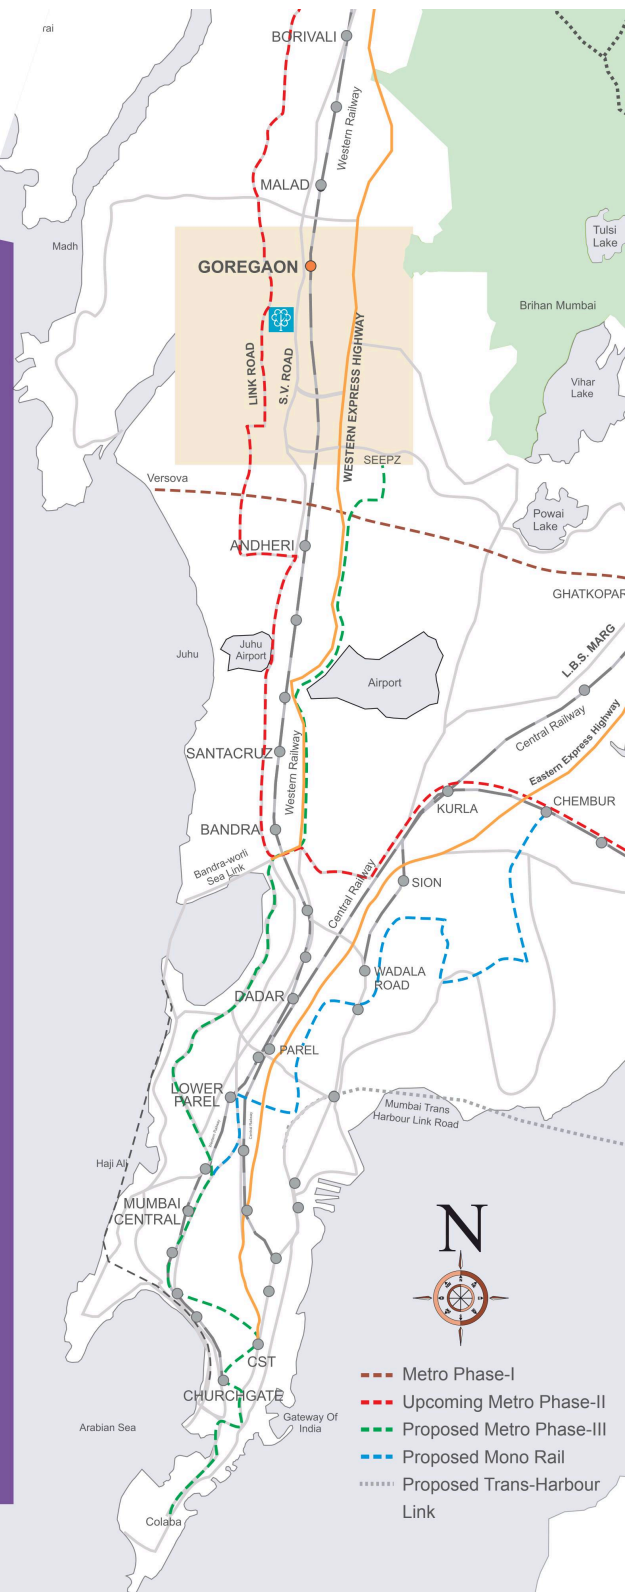 rai
BORIVALI
Western Railway
MALAD
Madh
Tulsi
Lake
GOREGAON
Brihan Mumbai
LINK ROAD
S.V. ROAD
WESTERN EXPRESS HIGHWAY
Vihar
Lake
SEEPZ
Versova
Powai
Lake
ANDHERI
GHATKOPAR
L.B.S. MARG
Juhu
Juhu
Airport
Airport
Central Railway
Eastern Express Highway
SANTACRUZ
Western Railway
KURLA
CHEMBUR
BANDRA
Bandra-worli
Sea Link
Central Railway
SION
WADALA
ROAD
DADAR
PAREL
LOWER
PAREL
Mumbai Trans
Harbour Link Road
Haji Ali
MUMBAI
CENTRAL
N
CST
CHURCHGATE
Arabian Sea
Gateway Of
India
Colaba
Metro Phase-I
Upcoming Metro Phase-II
Proposed Metro Phase-III
Proposed Mono Rail
Proposed Trans-Harbour
Link